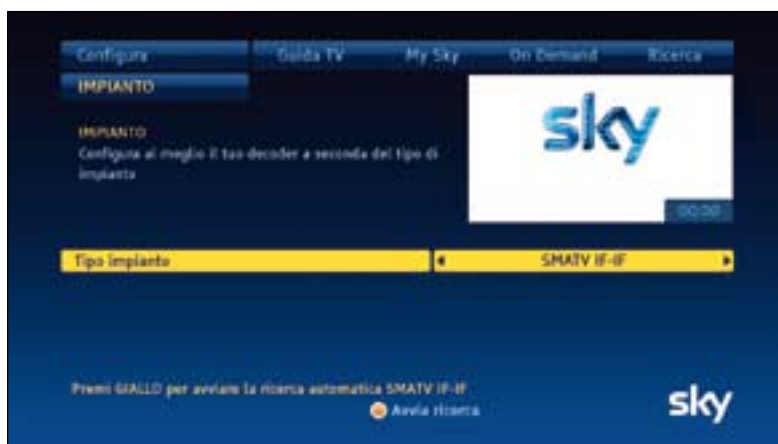 Configura Guida TV My Sky On Demand Ricerca
IMPIANTO
sky
IMPIANTO
Configura al meglio il tuo decoder a seconda del tipo di
impianto
00:00
Tipo impianto SMATV IF-IF
Premi GIALLO per avviare la ricerca automatica SMATV IF-IF
Avvia ricerca
sky